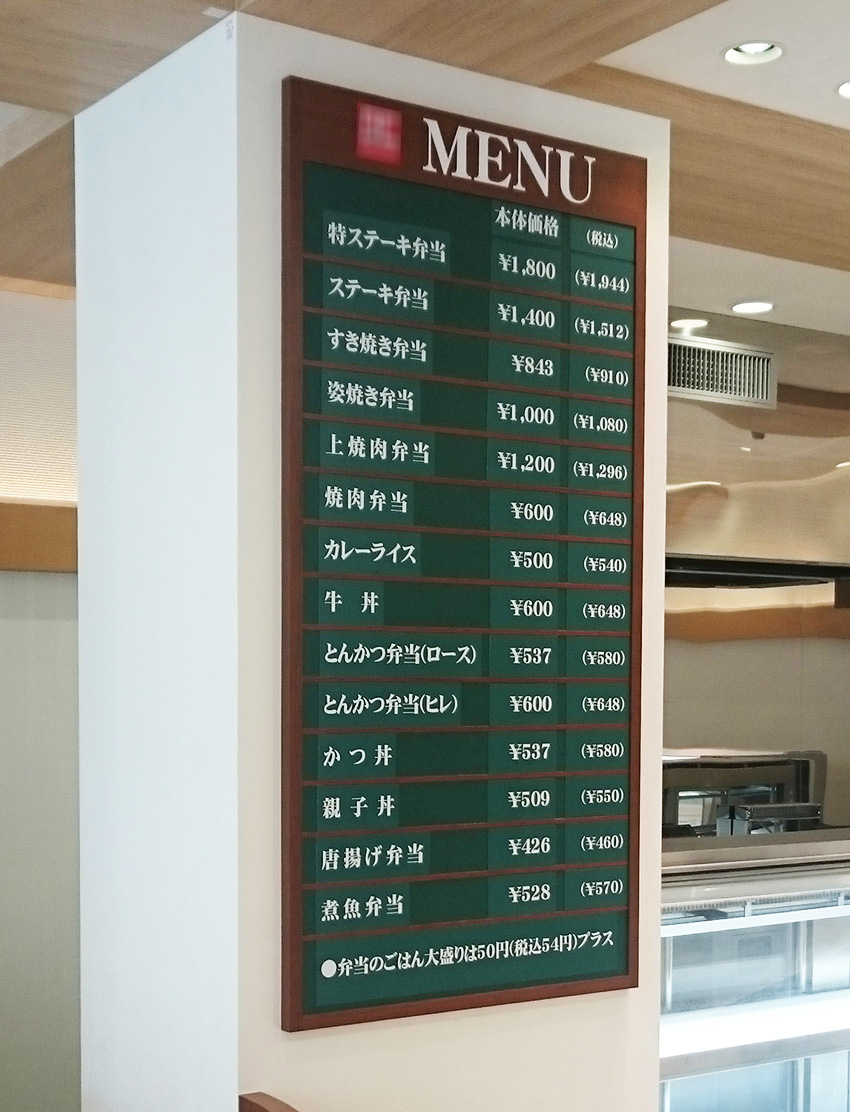 MENU
本体価格 (税込)
特ステーキ弁当 ¥1,800 (¥1,944)
ステーキ弁当 ¥1,400 (¥1,512)
すき焼き弁当 ¥843 (¥910)
姿焼き弁当 ¥1,000 (¥1,080)
上焼肉弁当 ¥1,200 (¥1,296)
焼肉弁当 ¥600 (¥648)
カレーライス ¥500 (¥540)
牛 丼 ¥600 (¥648)
とんかつ弁当(ロース) ¥537 (¥580)
とんかつ弁当(ヒレ) ¥600 (¥648)
かつ丼 ¥537 (¥580)
親子丼 ¥509 (¥550)
唐揚げ弁当 ¥426 (¥460)
煮魚弁当 ¥528 (¥570)
●弁当のごはん大盛りは50円(税込54円)プラス